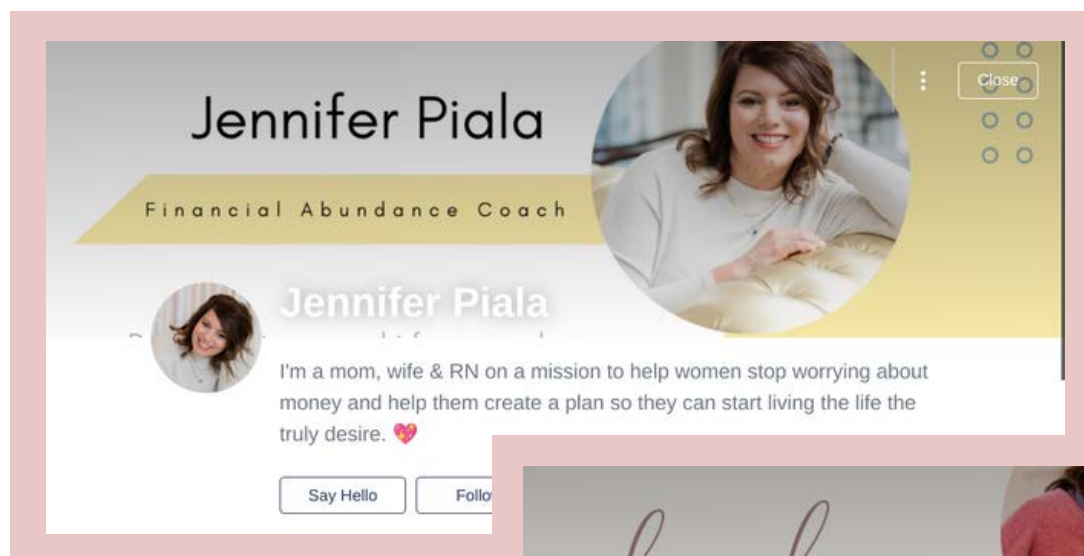 Jennifer Piala
Close
Financial Abundance Coach
Jennifer Piala
I'm a mom, wife & RN on a mission to help women stop worrying about
money and help them create a plan so they can start living the life the
truly desire. 💖
Say Hello